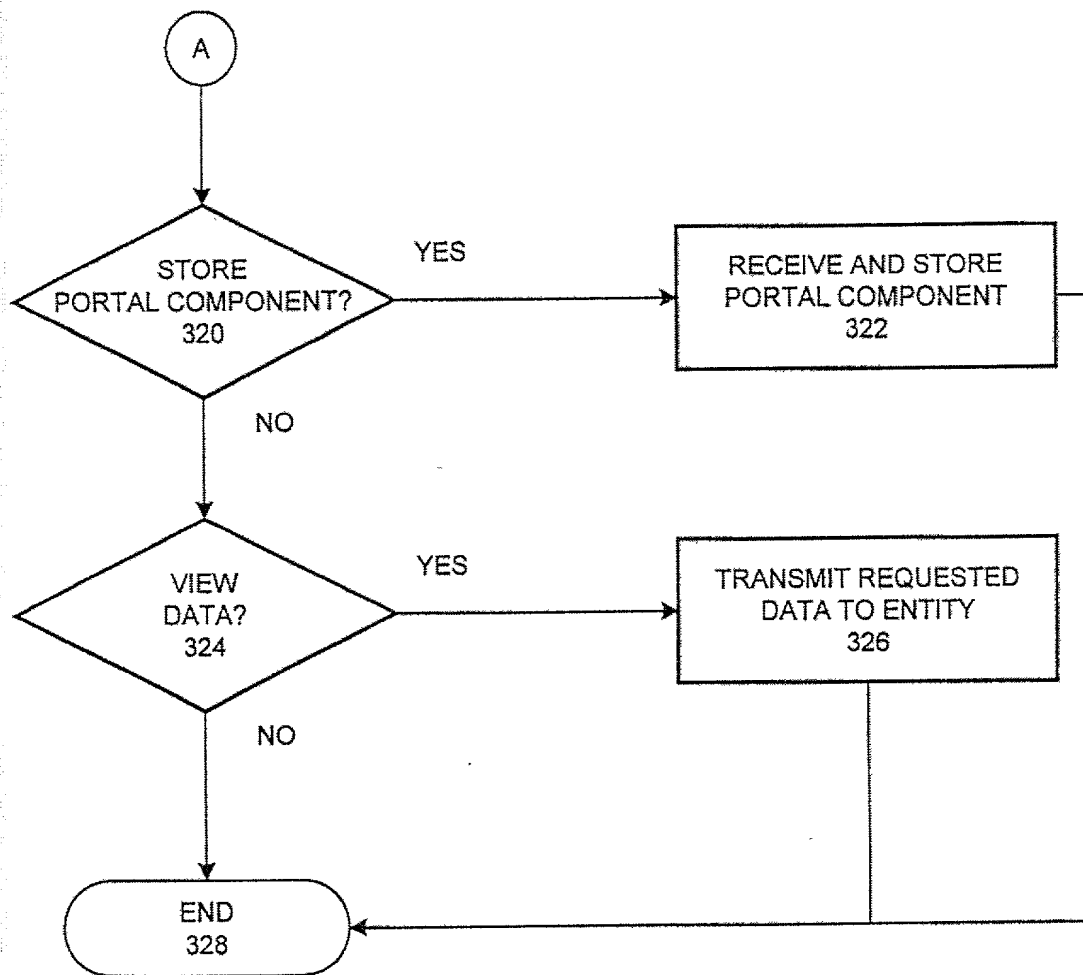 A
STORE
PORTAL COMPONENT?
320
YES
RECEIVE AND STORE
PORTAL COMPONENT
322
NO
VIEW
DATA?
324
YES
TRANSMIT REQUESTED
DATA TO ENTITY
326
NO
END
328